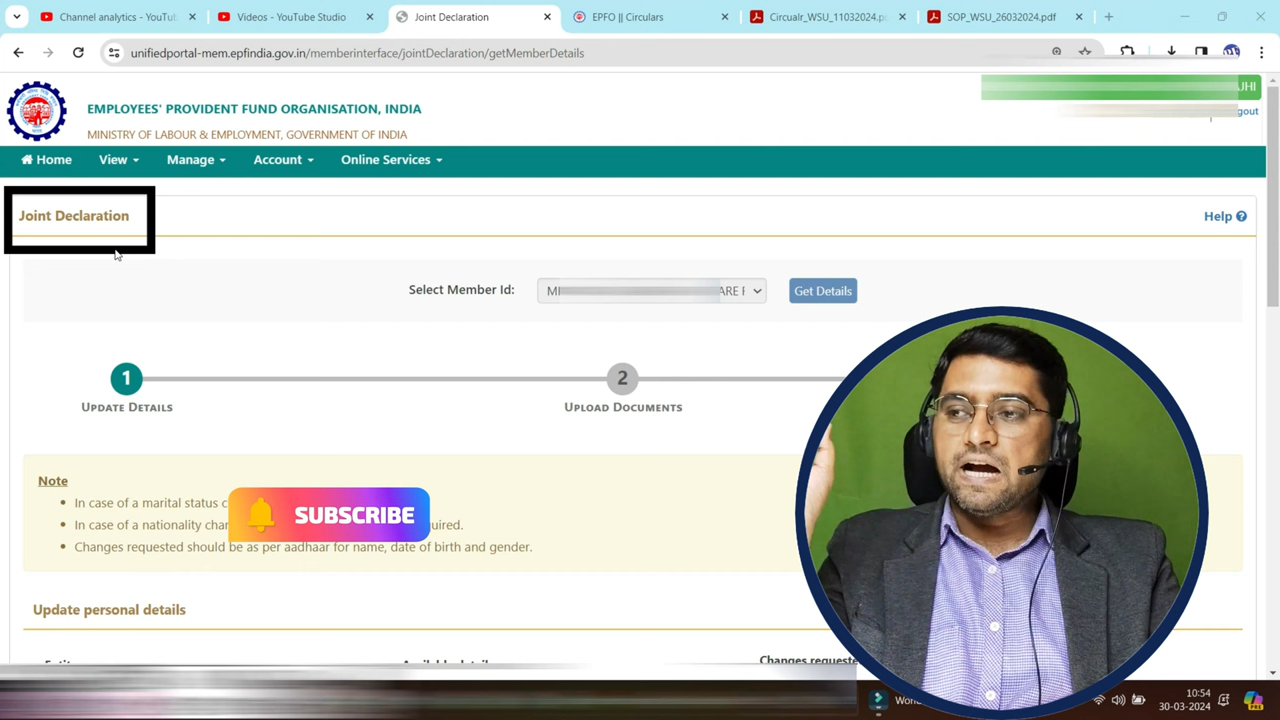 Channel analytics - YouTu
Videos - YouTube Studio
Joint Declaration
EPFO || Circulars
Circualr_WSU_11032024.p
SOP_WSU_26032024.pdf
unifiedportal-mem.epfindia.gov.in/memberinterface/jointDeclaration/getMemberDetails
EMPLOYEES' PROVIDENT FUND ORGANISATION, INDIA
MINISTRY OF LABOUR & EMPLOYMENT, GOVERNMENT OF INDIA
Home View Manage Account Online Services
Joint Declaration
Help
Select Member Id:
Get Details
1
2
UPDATE DETAILS
UPLOAD DOCUMENTS
Note
In case of a marital status
In case of a nationality
Changes requested should be as per aadhaar for name, date of birth and gender.
SUBSCRIBE
Update personal details
10:54
30-03-2024